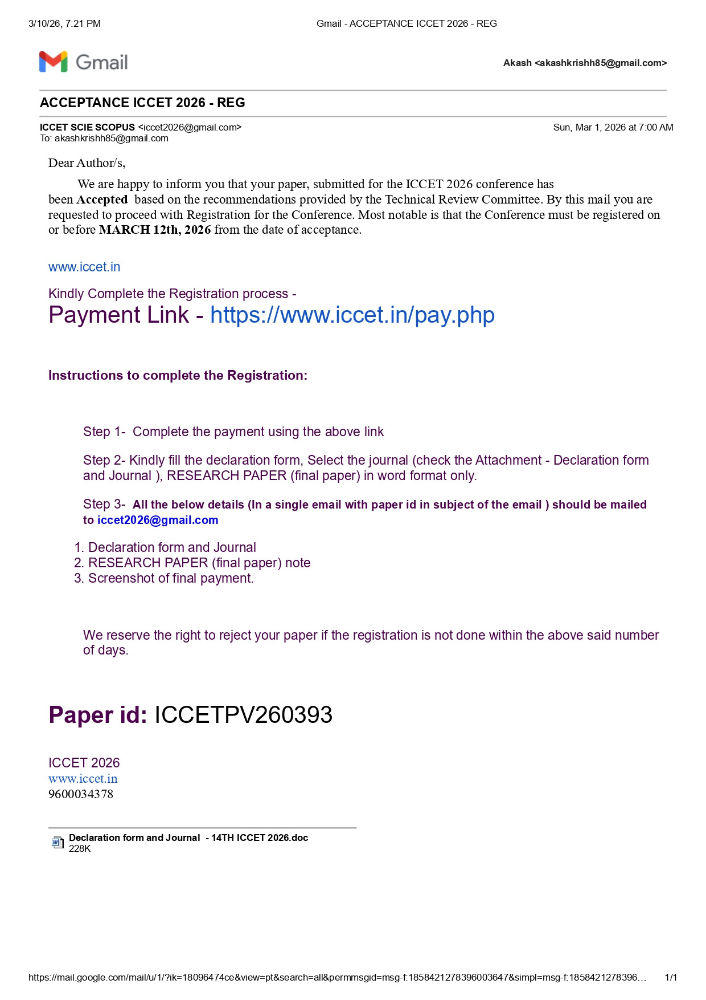 3/10/26, 7:21 PM
Gmail - ACCEPTANCE ICCET 2026 - REG
Gmail
Akash <akashkrishh85@gmail.com>
ACCEPTANCE ICCET 2026 - REG
ICCET SCIE SCOPUS <iccet2026@gmail.com>
Sun, Mar 1, 2026 at 7:00 AM
To: akashkrishh85@gmail.com
Dear Author/s,
We are happy to inform you that your paper, submitted for the ICCET 2026 conference has
been Accepted based on the recommendations provided by the Technical Review Committee. By this mail you are
requested to proceed with Registration for the Conference. Most notable is that the Conference must be registered on
or before MARCH 12th, 2026 from the date of acceptance.
www.iccet.in
Kindly Complete the Registration process -
Payment Link - https://www.iccet.in/pay.php
Instructions to complete the Registration:
Step 1- Complete the payment using the above link
Step 2- Kindly fill the declaration form, Select the journal (check the Attachment - Declaration form
and Journal ), RESEARCH PAPER (final paper) in word format only.
Step 3- All the below details (In a single email with paper id in subject of the email ) should be mailed
to iccet2026@gmail.com
1. Declaration form and Journal
2. RESEARCH PAPER (final paper) note
3. Screenshot of final payment.
We reserve the right to reject your paper if the registration is not done within the above said number
of days.
Paper id: ICCETPV260393
ICCET 2026
www.iccet.in
9600034378
Declaration form and Journal - 14TH ICCET 2026.doc
228K
https://mail.google.com/mail/u/1/?ik=18096474ce&view=pt&search=all&permmsgid=msg-f:1858421278396003647&simpl=msg-f:1858421278396…
1/1